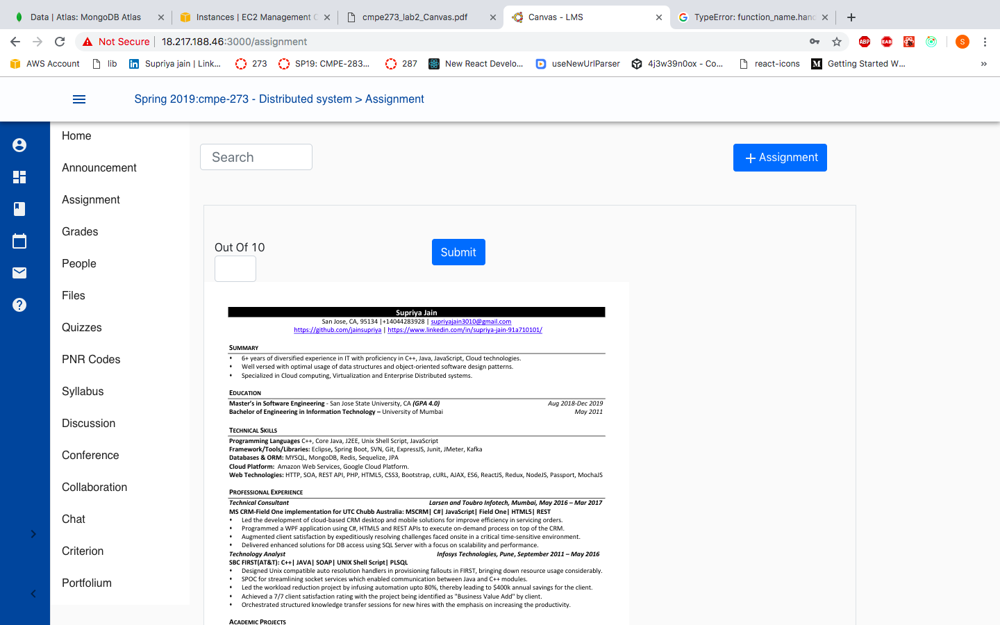 Data | Atlas: MongoDB Atlas
Instances | EC2 Management C
cmpe273_lab2_Canvas.pdf
Canvas - LMS
TypeError: function_name.hand
Not Secure
18.217.188.46:3000/assignment
ABP
EAB
S
AWS Account
lib
Supriya jain | Link...
273
SP19: CMPE-283...
287
New React Develo...
useNewUrlParser
4j3w39n0ox - Co...
react-icons
Getting Started W...
Spring 2019:cmpe-273 - Distributed system > Assignment
Home
Announcement
Assignment
Grades
People
Files
Quizzes
PNR Codes
Syllabus
Discussion
Conference
Collaboration
Chat
Criterion
Portfolium
Search
+ Assignment
Out Of 10
Submit
Supriya Jain
San Jose, CA, 95134 |+14044283928 | supriyajain3010@gmail.com
https://github.com/jainsupriya | https://www.linkedin.com/in/supriya-jain-91a710101/
SUMMARY
6+ years of diversified experience in IT with proficiency in C++, Java, JavaScript, Cloud technologies.
Well versed with optimal usage of data structures and object-oriented software design patterns.
Specialized in Cloud computing, Virtualization and Enterprise Distributed systems.
EDUCATION
Master's in Software Engineering - San Jose State University, CA (GPA 4.0) Aug 2018-Dec 2019
Bachelor of Engineering in Information Technology – University of Mumbai May 2011
TECHNICAL SKILLS
Programming Languages C++, Core Java, J2EE, Unix Shell Script, JavaScript
Framework/Tools/Libraries: Eclipse, Spring Boot, SVN, Git, ExpressJS, Junit, JMeter, Kafka
Databases & ORM: MYSQL, MongoDB, Redis, Sequelize, JPA
Cloud Platform: Amazon Web Services, Google Cloud Platform.
Web Technologies: HTTP, SOA, REST API, PHP, HTML5, CSS3, Bootstrap, cURL, AJAX, ES6, ReactJS, Redux, NodeJS, Passport, MochaJS
PROFESSIONAL EXPERIENCE
Technical Consultant Larsen and Toubro Infotech, Mumbai, May 2016 – Mar 2017
MS CRM-Field One implementation for UTC Chubb Australia: MSCRM| C#| JavaScript| Field One| HTML5| REST
Led the development of cloud-based CRM desktop and mobile solutions for improve efficiency in servicing orders.
Programmed a WPF application using C#, HTML5 and REST APIs to execute on-demand process on top of the CRM.
Augmented client satisfaction by expeditiously resolving challenges faced onsite in a critical time-sensitive environment.
Delivered enhanced solutions for DB access using SQL Server with a focus on scalability and performance.
Technology Analyst Infosys Technologies, Pune, September 2011 – May 2016
SBC FIRST(AT&T): C++| JAVA| SOAP| UNIX Shell Script| PLSQL
Designed Unix compatible auto resolution handlers in provisioning fallouts in FIRST, bringing down resource usage considerably.
SPOC for streamlining socket services which enabled communication between Java and C++ modules.
Led the workload reduction project by infusing automation upto 80%, thereby leading to $400k annual savings for the client.
Achieved a 7/7 client satisfaction rating with the project being identified as "Business Value Add" by client.
Orchestrated structured knowledge transfer sessions for new hires with the emphasis on increasing the productivity.
ACADEMIC PROJECTS